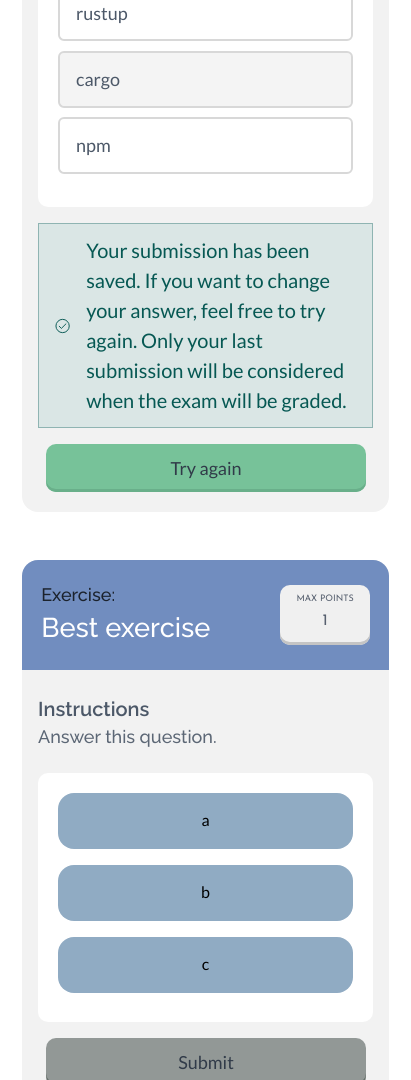 rustup
cargo
npm
Your submission has been
saved. If you want to change
your answer, feel free to try
again. Only your last
submission will be considered
when the exam will be graded.
Try again
Exercise:
Best exercise
MAX POINTS
1
Instructions
Answer this question.
a
b
c
Submit